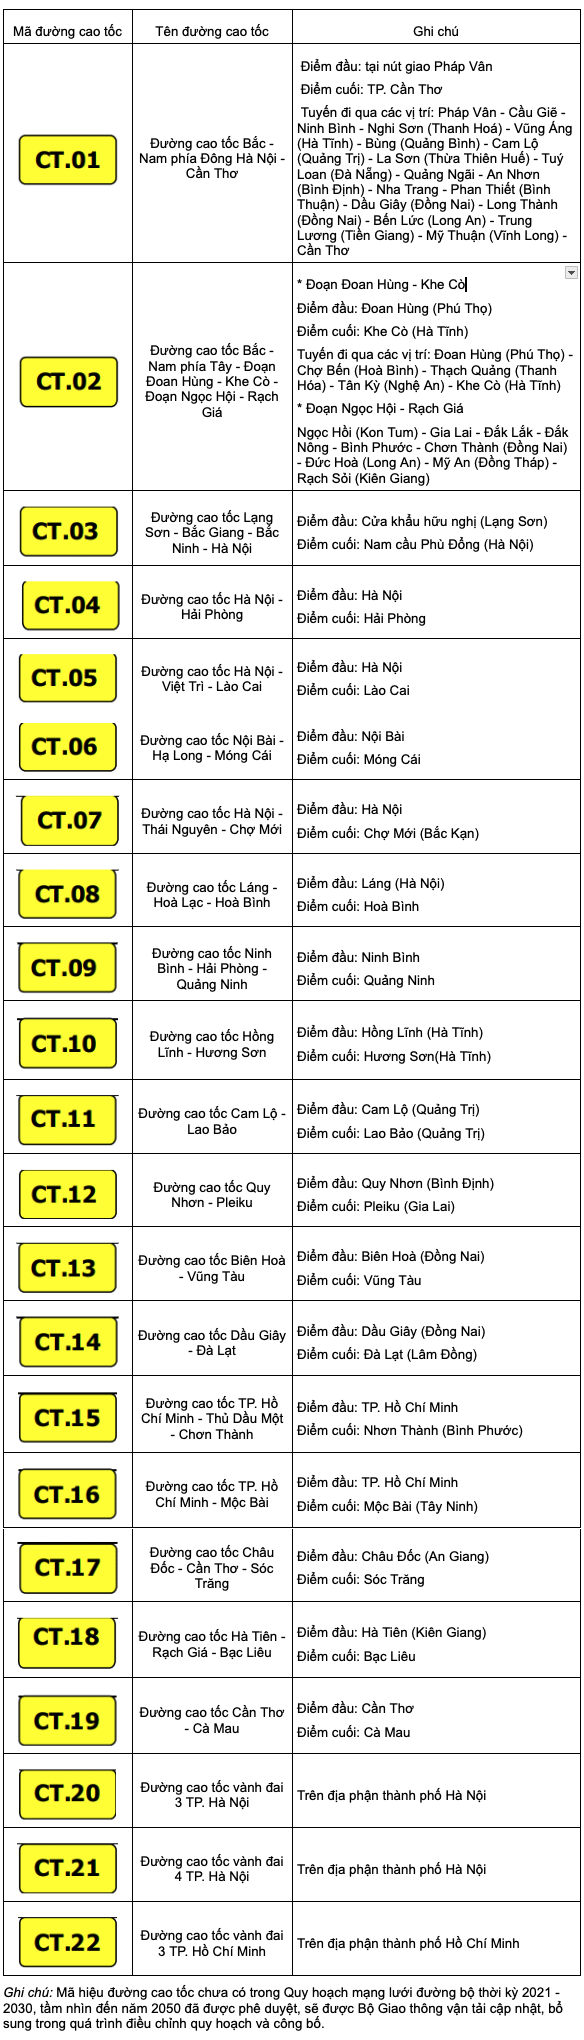 Mã đường cao tốc
Tên đường cao tốc
Ghi chú
CT.01
Đường cao tốc Bắc -
Nam phía Đông Hà Nội -
Cần Thơ
Điểm đầu: tại nút giao Pháp Vân
Điểm cuối: TP. Cần Thơ
Tuyến đi qua các vị trí: Pháp Vân - Cầu Giẽ -
Ninh Bình - Nghi Sơn (Thanh Hoá) - Vũng Áng
(Hà Tĩnh) - Bùng (Quảng Bình) - Cam Lộ
(Quảng Trị) - La Sơn (Thừa Thiên Huế) - Tuý
Loan (Đà Nẵng) - Quảng Ngãi - An Nhơn
(Bình Định) - Nha Trang - Phan Thiết (Bình
Thuận) - Dầu Giây (Đồng Nai) - Long Thành
(Đồng Nai) - Bến Lức (Long An) - Trung
Lương (Tiền Giang) - Mỹ Thuận (Vĩnh Long) -
Cần Thơ
CT.02
Đường cao tốc Bắc -
Nam phía Tây - Đoạn
Đoan Hùng - Khe Cò -
Đoạn Ngọc Hội - Rạch
Giá
* Đoạn Đoan Hùng - Khe Cò
Điểm đầu: Đoan Hùng (Phú Thọ)
Điểm cuối: Khe Cò (Hà Tĩnh)
Tuyến đi qua các vị trí: Đoan Hùng (Phú Thọ) -
Chợ Bến (Hoà Bình) - Thạch Quảng (Thanh
Hóa) - Tân Kỳ (Nghệ An) - Khe Cò (Hà Tĩnh)
* Đoạn Ngọc Hội - Rạch Giá
Ngọc Hồi (Kon Tum) - Gia Lai - Đắk Lắk - Đắk
Nông - Bình Phước - Chơn Thành (Đồng Nai)
- Đức Hoà (Long An) - Mỹ An (Đồng Tháp) -
Rạch Sỏi (Kiên Giang)
CT.03
Đường cao tốc Lạng
Sơn - Bắc Giang - Bắc
Ninh - Hà Nội
Điểm đầu: Cửa khẩu hữu nghị (Lạng Sơn)
Điểm cuối: Nam cầu Phù Đổng (Hà Nội)
CT.04
Đường cao tốc Hà Nội -
Hải Phòng
Điểm đầu: Hà Nội
Điểm cuối: Hải Phòng
CT.05
Đường cao tốc Hà Nội -
Việt Trì - Lào Cai
Điểm đầu: Hà Nội
Điểm cuối: Lào Cai
CT.06
Đường cao tốc Nội Bài -
Hạ Long - Móng Cái
Điểm đầu: Nội Bài
Điểm cuối: Móng Cái
CT.07
Đường cao tốc Hà Nội -
Thái Nguyên - Chợ Mới
Điểm đầu: Hà Nội
Điểm cuối: Chợ Mới (Bắc Kạn)
CT.08
Đường cao tốc Láng -
Hoà Lạc - Hoà Bình
Điểm đầu: Láng (Hà Nội)
Điểm cuối: Hoà Bình
CT.09
Đường cao tốc Ninh
Bình - Hải Phòng -
Quảng Ninh
Điểm đầu: Ninh Bình
Điểm cuối: Quảng Ninh
CT.10
Đường cao tốc Hồng
Lĩnh - Hương Sơn
Điểm đầu: Hồng Lĩnh (Hà Tĩnh)
Điểm cuối: Hương Sơn(Hà Tĩnh)
CT.11
Đường cao tốc Cam Lộ -
Lao Bảo
Điểm đầu: Cam Lộ (Quảng Trị)
Điểm cuối: Lao Bảo (Quảng Trị)
CT.12
Đường cao tốc Quy
Nhơn - Pleiku
Điểm đầu: Quy Nhơn (Bình Định)
Điểm cuối: Pleiku (Gia Lai)
CT.13
Đường cao tốc Biên Hoà
- Vũng Tàu
Điểm đầu: Biên Hoà (Đồng Nai)
Điểm cuối: Vũng Tàu
CT.14
Đường cao tốc Dầu Giây
- Đà Lạt
Điểm đầu: Dầu Giây (Đồng Nai)
Điểm cuối: Đà Lạt (Lâm Đồng)
CT.15
Đường cao tốc TP. Hồ
Chí Minh - Thủ Dầu Một
- Chơn Thành
Điểm đầu: TP. Hồ Chí Minh
Điểm cuối: Nhơn Thành (Bình Phước)
CT.16
Đường cao tốc TP. Hồ
Chí Minh - Mộc Bài
Điểm đầu: TP. Hồ Chí Minh
Điểm cuối: Mộc Bài (Tây Ninh)
CT.17
Đường cao tốc Châu
Đốc - Cần Thơ - Sóc
Trăng
Điểm đầu: Châu Đốc (An Giang)
Điểm cuối: Sóc Trăng
CT.18
Đường cao tốc Hà Tiên -
Rạch Giá - Bạc Liêu
Điểm đầu: Hà Tiên (Kiên Giang)
Điểm cuối: Bạc Liêu
CT.19
Đường cao tốc Cần Thơ
- Cà Mau
Điểm đầu: Cần Thơ
Điểm cuối: Cà Mau
CT.20
Đường cao tốc vành đai
3 TP. Hà Nội
Trên địa phận thành phố Hà Nội
CT.21
Đường cao tốc vành đai
4 TP. Hà Nội
Trên địa phận thành phố Hà Nội
CT.22
Đường cao tốc vành đai
3 TP. Hồ Chí Minh
Trên địa phận thành phố Hồ Chí Minh
Ghi chú: Mã hiệu đường cao tốc chưa có trong Quy hoạch mạng lưới đường bộ thời kỳ 2021 -
2030, tầm nhìn đến năm 2050 đã được phê duyệt, sẽ được Bộ Giao thông vận tải cập nhật, bổ
sung trong quá trình điều chỉnh quy hoạch và công bố.